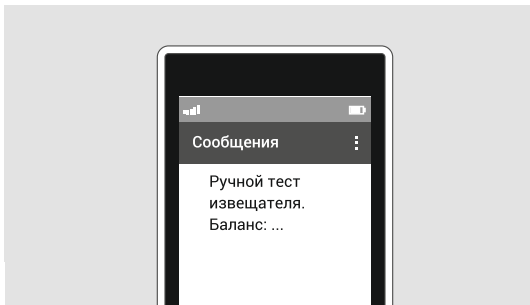 Сообщения
Ручной тест
извещателя.
Баланс: ...